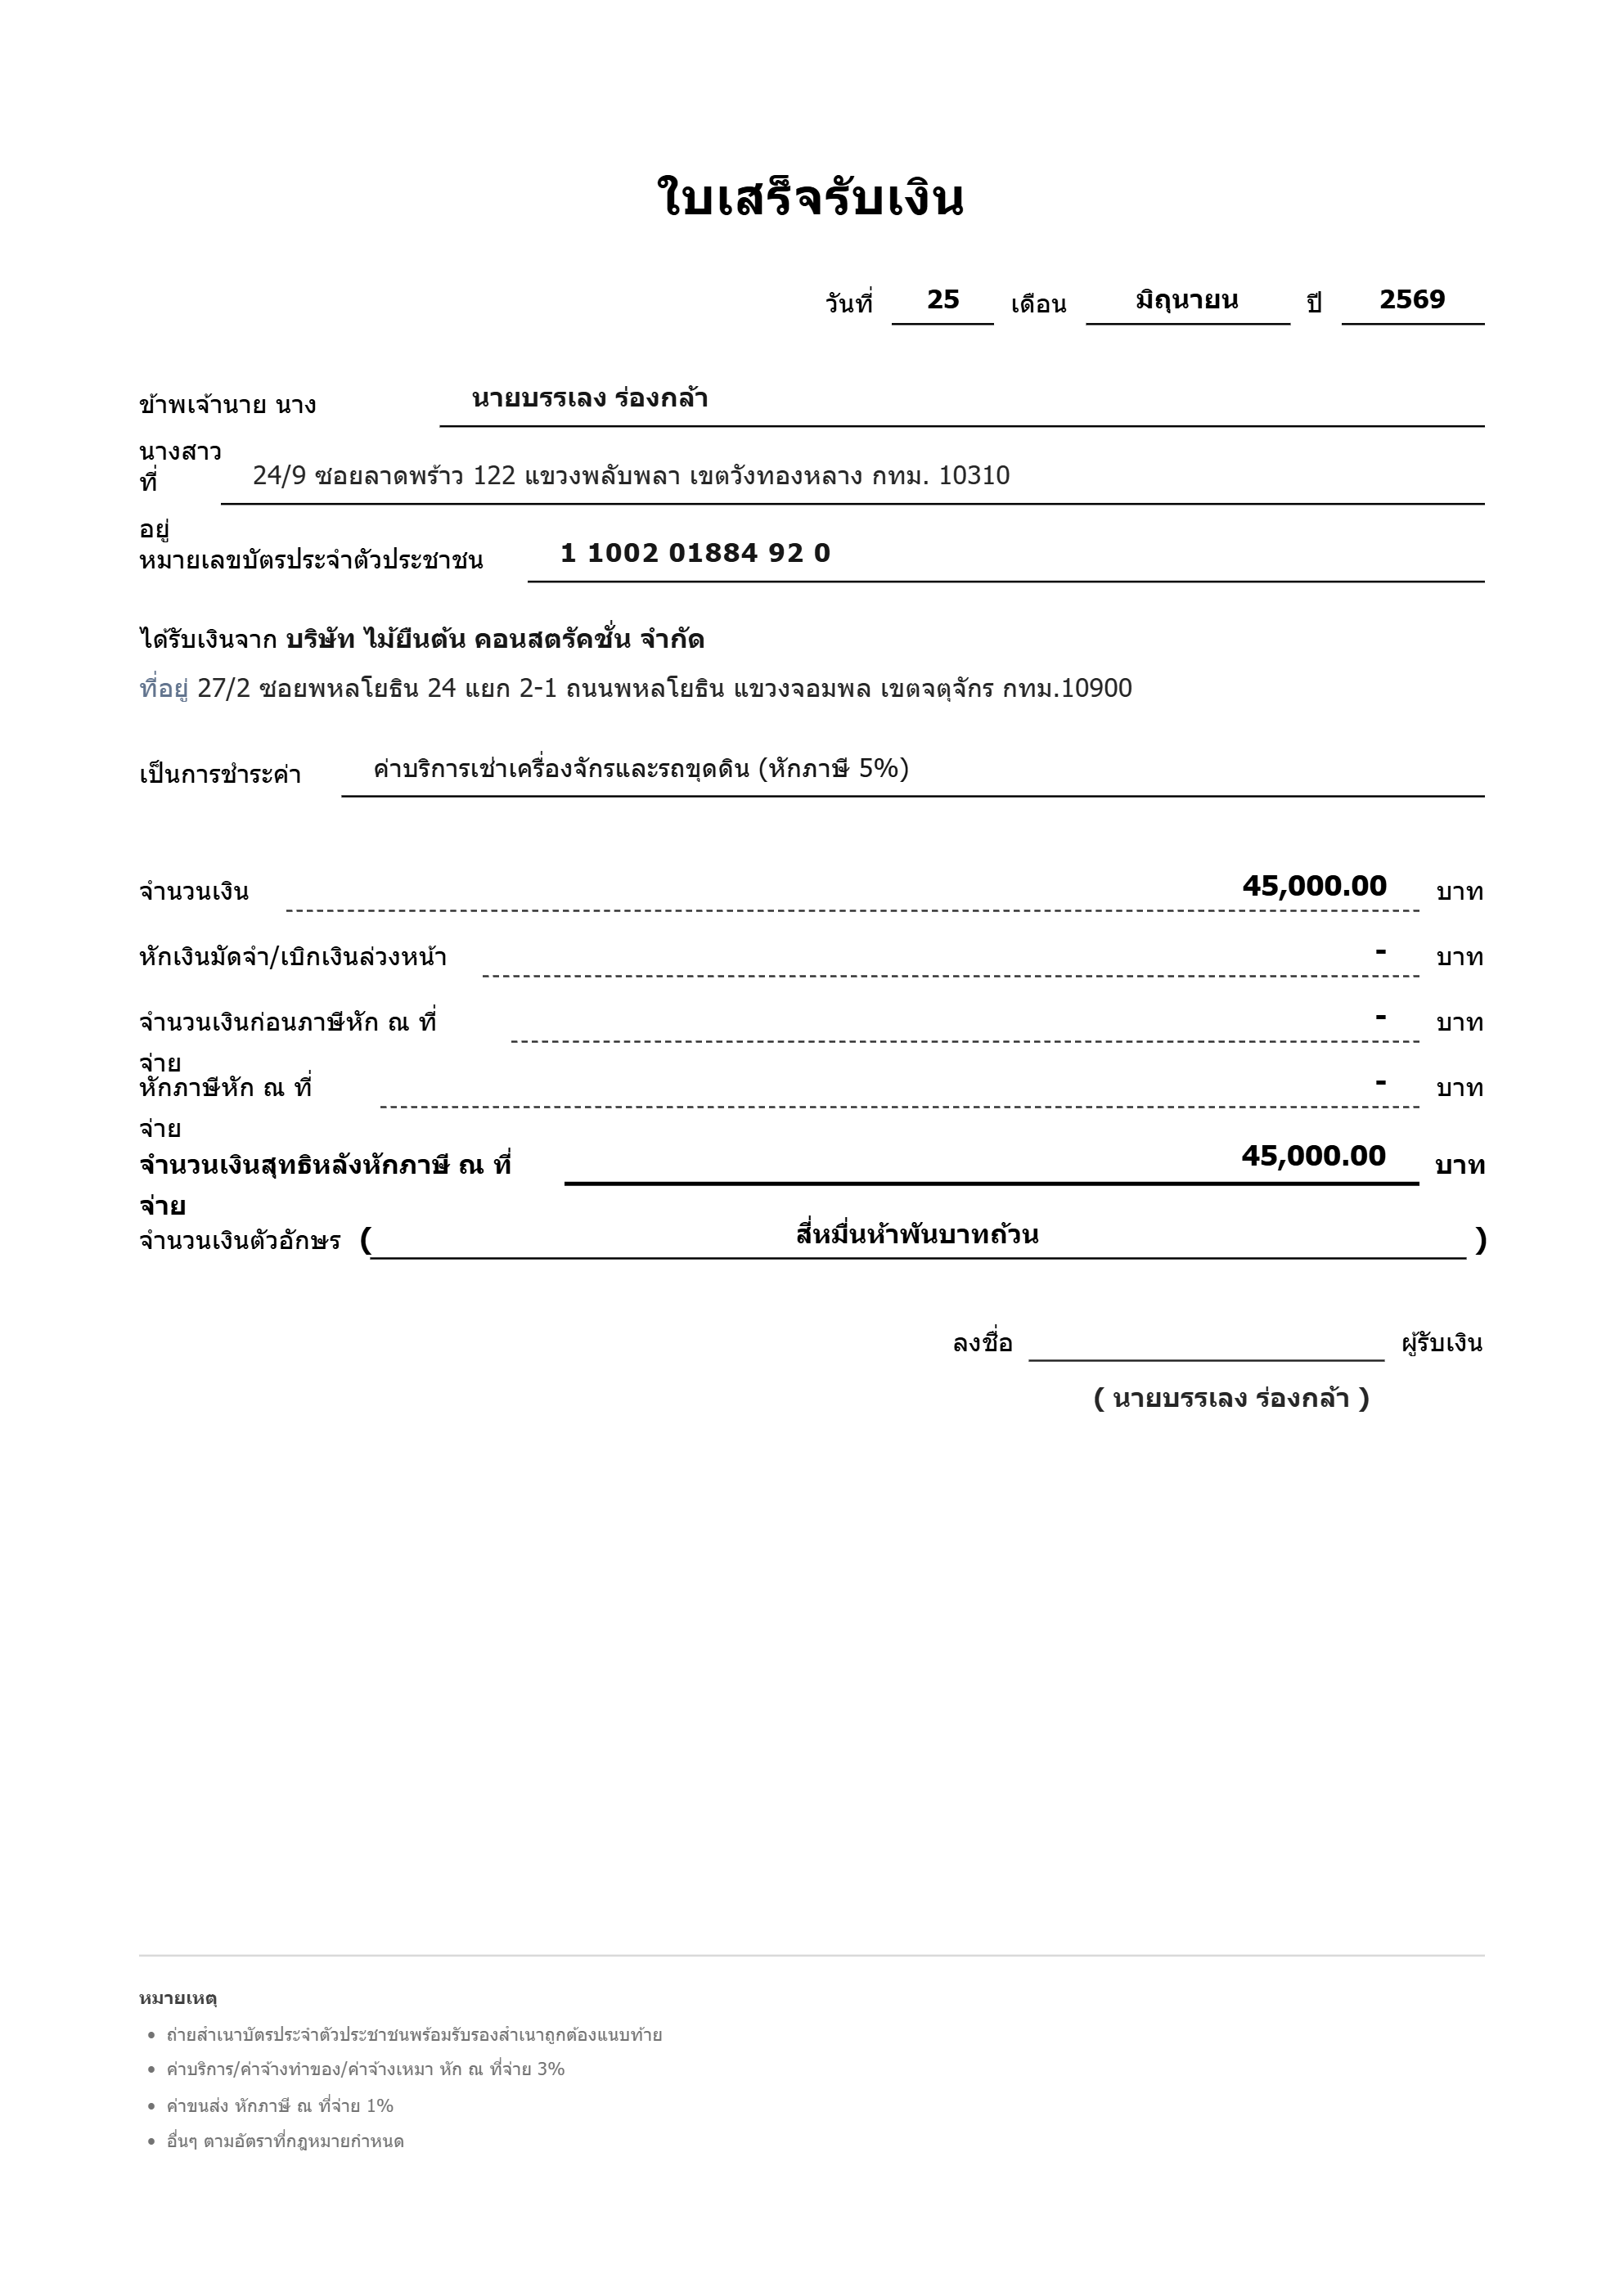 ใบเสร็จรับเงิน
วันที่ 25 เดือน มิถุนายน ปี 2569
ข้าพเจ้านาย นาง นายบรรเลง ร่องกล้า
นางสาว
ที่ 24/9 ซอยลาดพร้าว 122 แขวงพลับพลา เขตวังทองหลาง กทม. 10310
อยู่
หมายเลขบัตรประจำตัวประชาชน 1 1002 01884 92 0
ได้รับเงินจาก บริษัท ไม้ยืนต้น คอนสตรัคชั่น จำกัด
ที่อยู่ 27/2 ซอยพหลโยธิน 24 แยก 2-1 ถนนพหลโยธิน แขวงจอมพล เขตจตุจักร กทม.10900
เป็นการชำระค่า ค่าบริการเช่าเครื่องจักรและรถขุดดิน (หักภาษี 5%)
จำนวนเงิน 45,000.00 บาท
หักเงินมัดจำ/เบิกเงินล่วงหน้า - บาท
จำนวนเงินก่อนภาษีหัก ณ ที่ - บาท
จ่าย
หักภาษีหัก ณ ที่ - บาท
จ่าย
จำนวนเงินสุทธิหลังหักภาษี ณ ที่ 45,000.00 บาท
จ่าย
จำนวนเงินตัวอักษร ( สี่หมื่นห้าพันบาทถ้วน )
ลงชื่อ ผู้รับเงิน
( นายบรรเลง ร่องกล้า )
หมายเหตุ
• ถ่ายสำเนาบัตรประจำตัวประชาชนพร้อมรับรองสำเนาถูกต้องแนบท้าย
• ค่าบริการ/ค่าจ้างทำของ/ค่าจ้างเหมา หัก ณ ที่จ่าย 3%
• ค่าขนส่ง หักภาษี ณ ที่จ่าย 1%
• อื่นๆ ตามอัตราที่กฎหมายกำหนด